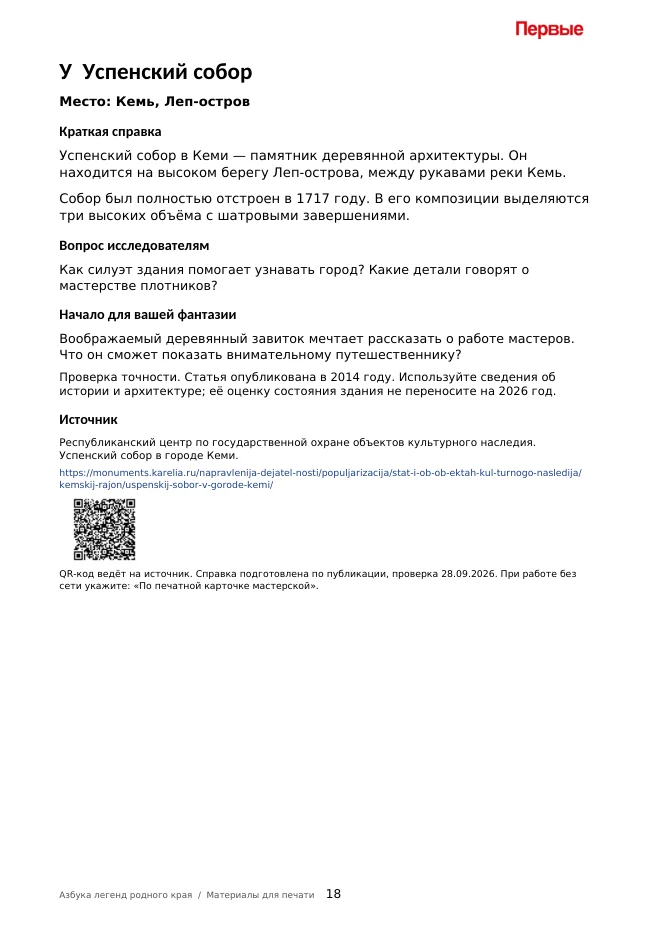 Первые
У Успенский собор
Место: Кемь, Леп-остров
Краткая справка
Успенский собор в Кеми — памятник деревянной архитектуры. Он
находится на высоком берегу Леп-острова, между рукавами реки Кемь.
Собор был полностью отстроен в 1717 году. В его композиции выделяются
три высоких объёма с шатровыми завершениями.
Вопрос исследователям
Как силуэт здания помогает узнавать город? Какие детали говорят о
мастерстве плотников?
Начало для вашей фантазии
Воображаемый деревянный завиток мечтает рассказать о работе мастеров.
Что он сможет показать внимательному путешественнику?
Проверка точности. Статья опубликована в 2014 году. Используйте сведения об
истории и архитектуре; её оценку состояния здания не переносите на 2026 год.
Источник
Республиканский центр по государственной охране объектов культурного наследия.
Успенский собор в городе Кеми.
https://monuments.karelia.ru/napravlenija-dejatel-nosti/populjarizacija/stat-i-ob-ob-ektah-kul-turnogo-nasledija/
kemskij-rajon/uspenskij-sobor-v-gorode-kemi/
QR-код ведёт на источник. Справка подготовлена по публикации, проверка 28.09.2026. При работе без
сети укажите: «По печатной карточке мастерской».
Азбука легенд родного края / Материалы для печати 18